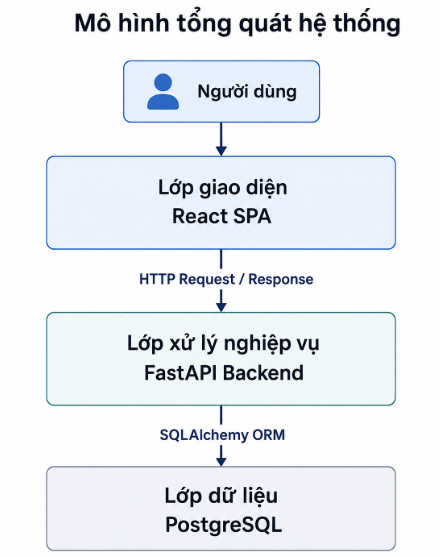 Mô hình tổng quát hệ thống
Người dùng
Lớp giao diện
React SPA
HTTP Request / Response
Lớp xử lý nghiệp vụ
FastAPI Backend
SQLAlchemy ORM
Lớp dữ liệu
PostgreSQL